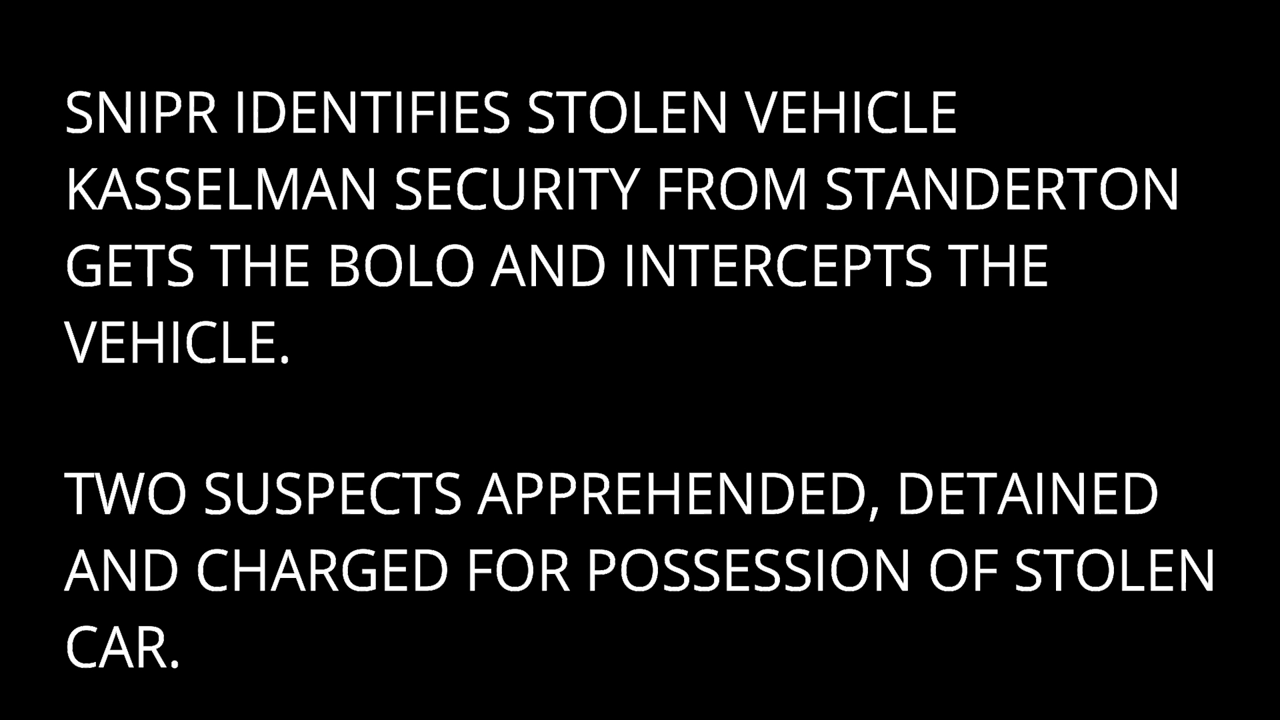 SNIPR IDENTIFIES STOLEN VEHICLE
KASSELMAN SECURITY FROM STANDERTON
GETS THE BOLO AND INTERCEPTS THE
VEHICLE.
TWO SUSPECTS APPREHENDED, DETAINED
AND CHARGED FOR POSSESSION OF STOLEN
CAR.